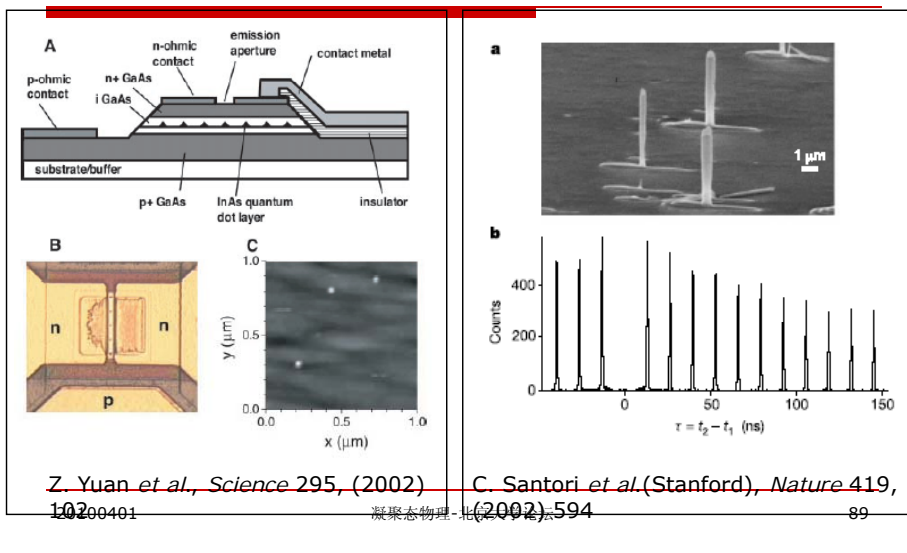 A
emission
aperture
n-ohmic
contact
contact metal
n+ GaAs
p-ohmic
contact
i GaAs
substrate/buffer
p+ GaAs
InAs quantum
dot layer
insulator
B
n
n
p
C
1.0
0.5
0.0
y (μm)
0.0
0.5
1.0
x (μm)
Z. Yuan et al., Science 295, (2002)
102
a
1 μm
b
400
200
0
Counts
0
50
100
150
τ = t2 – t1 (ns)
C. Santori et al.(Stanford), Nature 419,
(2002) 594
20200401
凝聚态物理-北京大学论坛
89